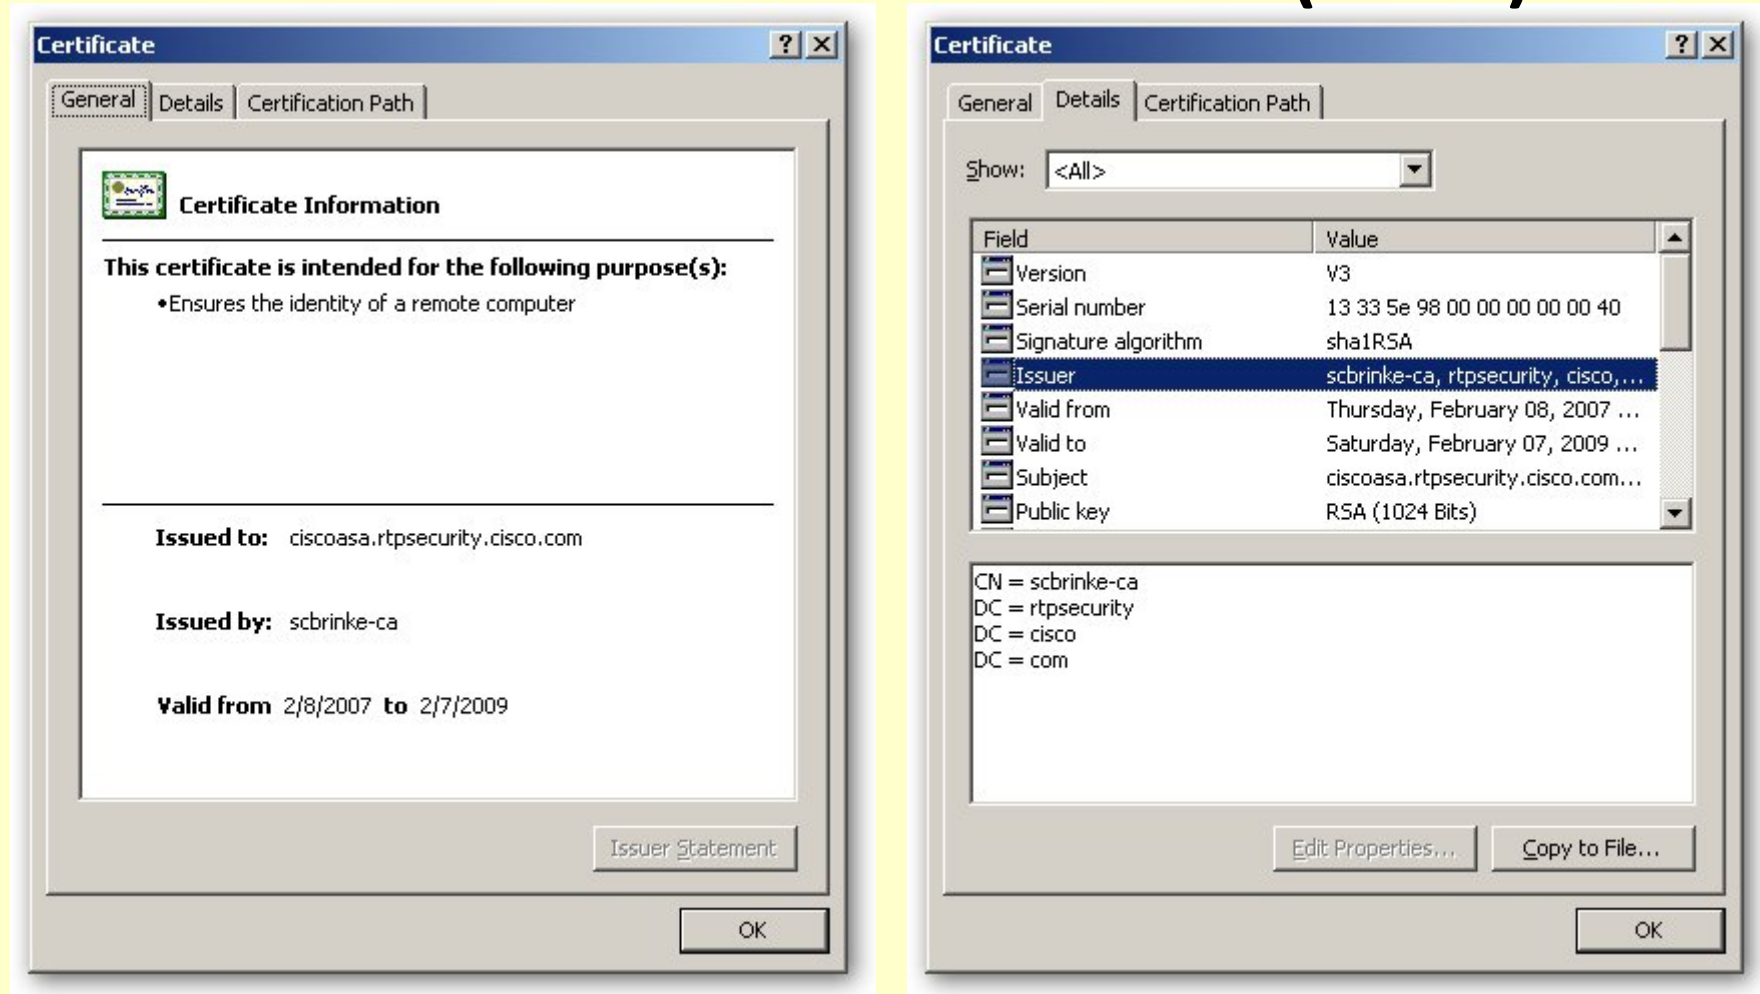 Certificate
General Details Certification Path
Certificate Information
This certificate is intended for the following purpose(s):
•Ensures the identity of a remote computer
Issued to: ciscoasa.rtpsecurity.cisco.com
Issued by: scbrinke-ca
Valid from 2/8/2007 to 2/7/2009
Issuer Statement
OK
Certificate
General Details Certification Path
Show: <All>
Field Value
Version V3
Serial number 13 33 5e 98 00 00 00 00 00 40
Signature algorithm sha1RSA
Issuer scbrinke-ca, rtpsecurity, cisco,...
Valid from Thursday, February 08, 2007 ...
Valid to Saturday, February 07, 2009 ...
Subject ciscoasa.rtpsecurity.cisco.com...
Public key RSA (1024 Bits)
CN = scbrinke-ca
DC = rtpsecurity
DC = cisco
DC = com
Edit Properties... Copy to File...
OK